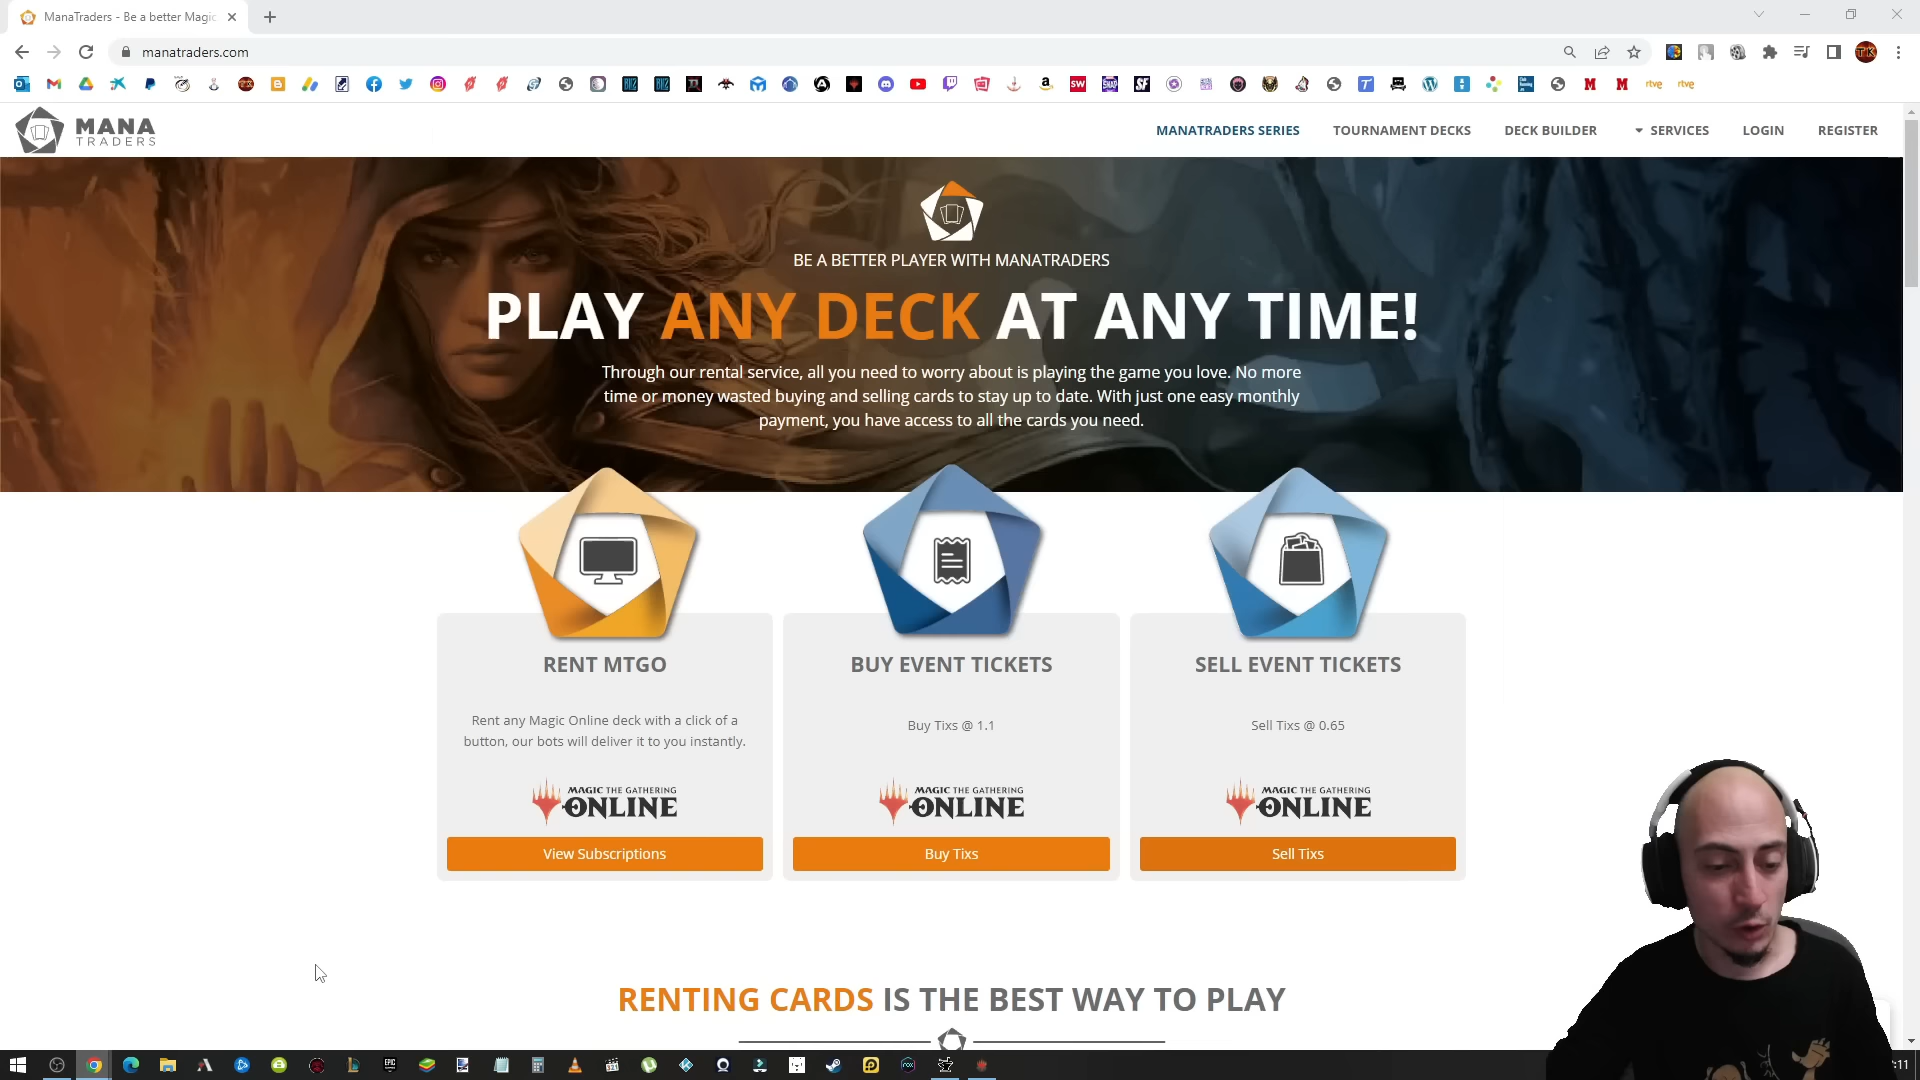 ManaTraders - Be a better Magic
manatraders.com
MANA
TRADERS
MANATRADERS SERIES
TOURNAMENT DECKS
DECK BUILDER
SERVICES
LOGIN
REGISTER
BE A BETTER PLAYER WITH MANATRADERS
PLAY ANY DECK AT ANY TIME!
Through our rental service, all you need to worry about is playing the game you love. No more
time or money wasted buying and selling cards to stay up to date. With just one easy monthly
payment, you have access to all the cards you need.
RENT MTGO
Rent any Magic Online deck with a click of a
button, our bots will deliver it to you instantly.
MAGIC THE GATHERING
ONLINE
View Subscriptions
BUY EVENT TICKETS
Buy Tixs @ 1.1
MAGIC THE GATHERING
ONLINE
Buy Tixs
SELL EVENT TICKETS
Sell Tixs @ 0.65
MAGIC THE GATHERING
ONLINE
Sell Tixs
RENTING CARDS IS THE BEST WAY TO PLAY
:11